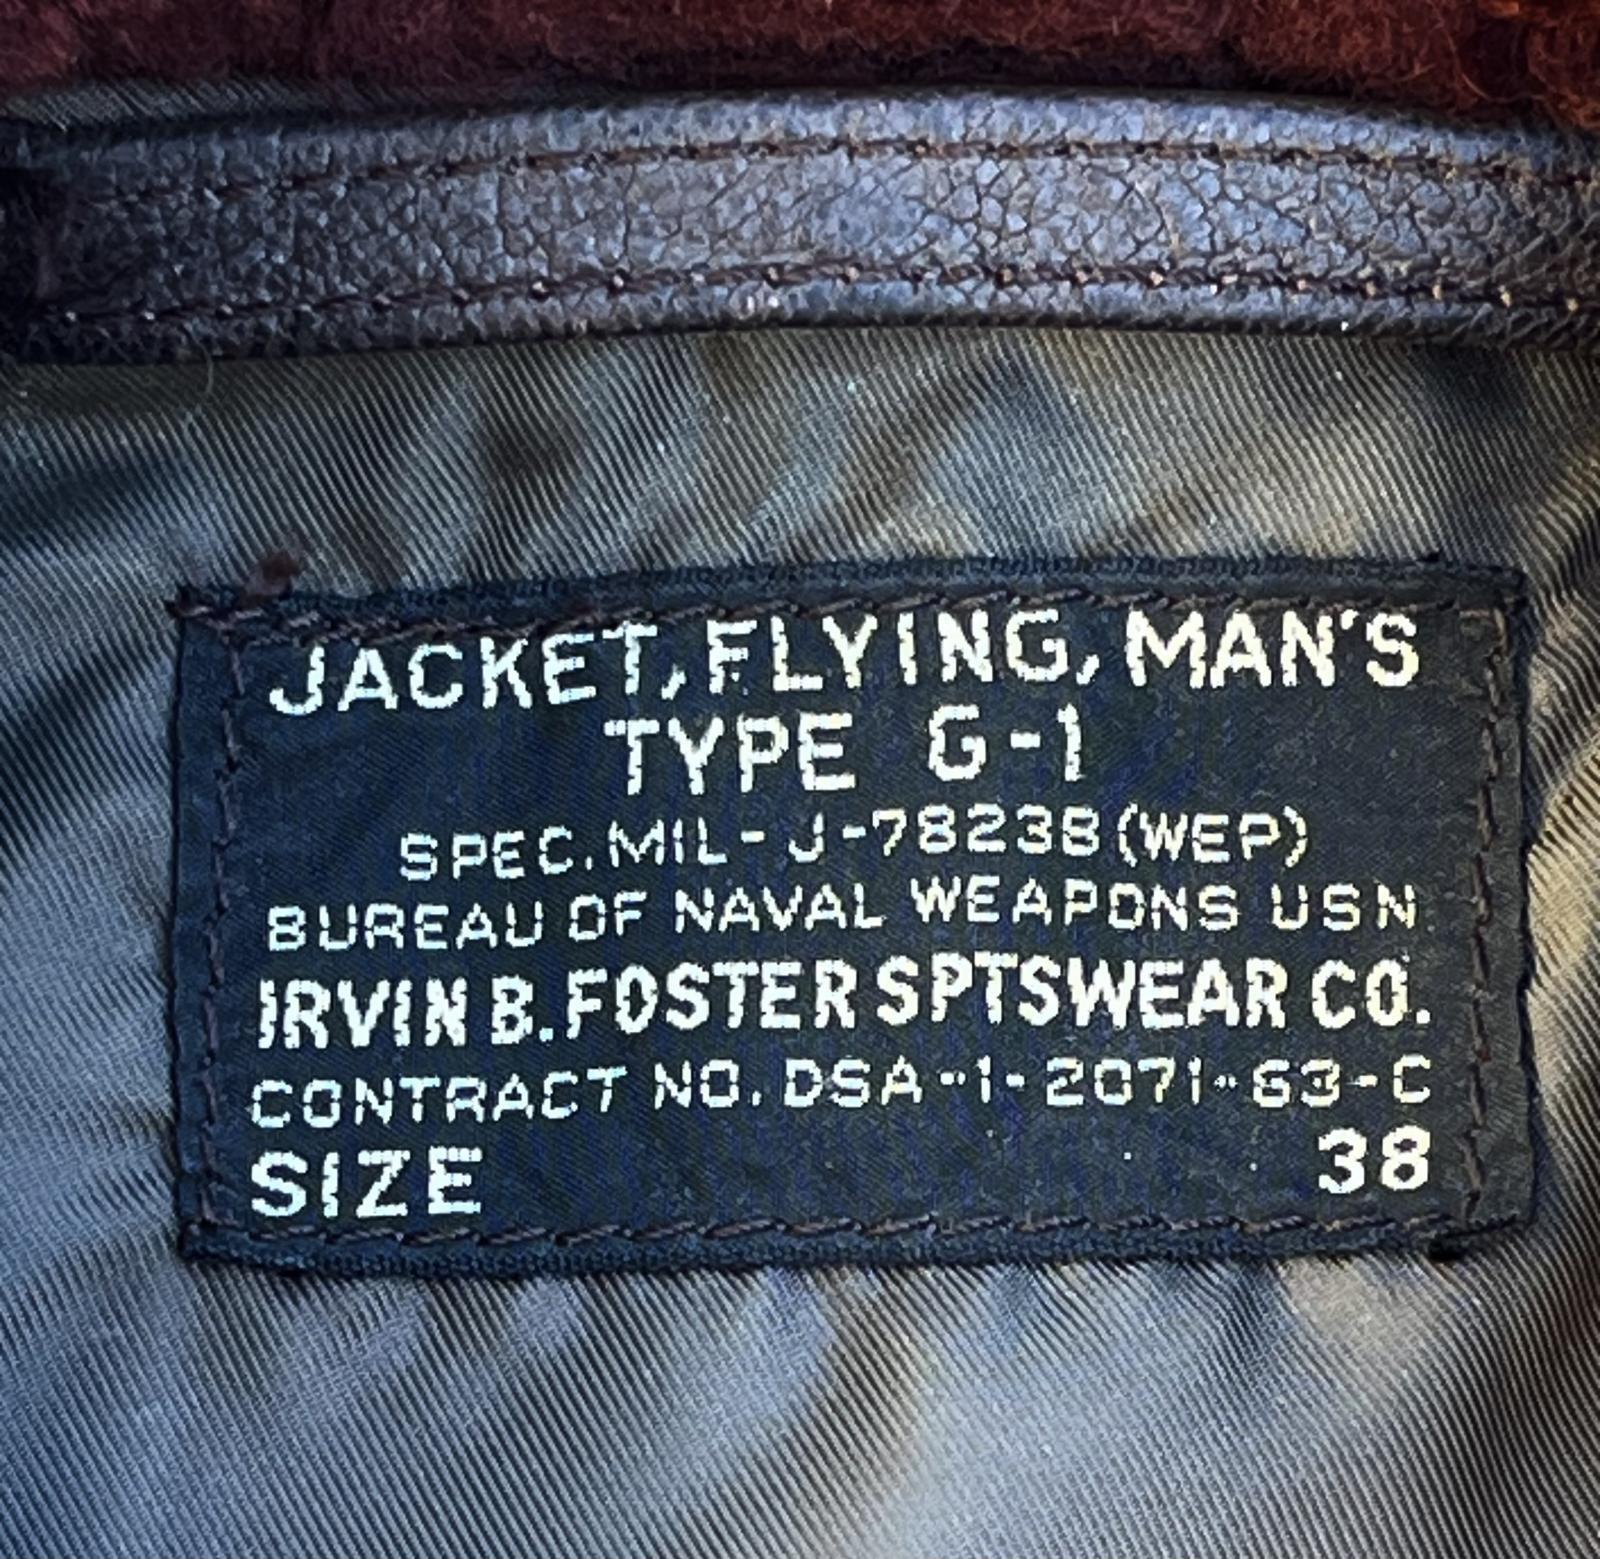 JACKET, FLYING, MAN'S
TYPE G-1
SPEC. MIL-J-7823B (WEP)
BUREAU OF NAVAL WEAPONS USN
IRVIN B. FOSTER SPTSWEAR CO.
CONTRACT NO. DSA-1-2071-63-C
SIZE 38